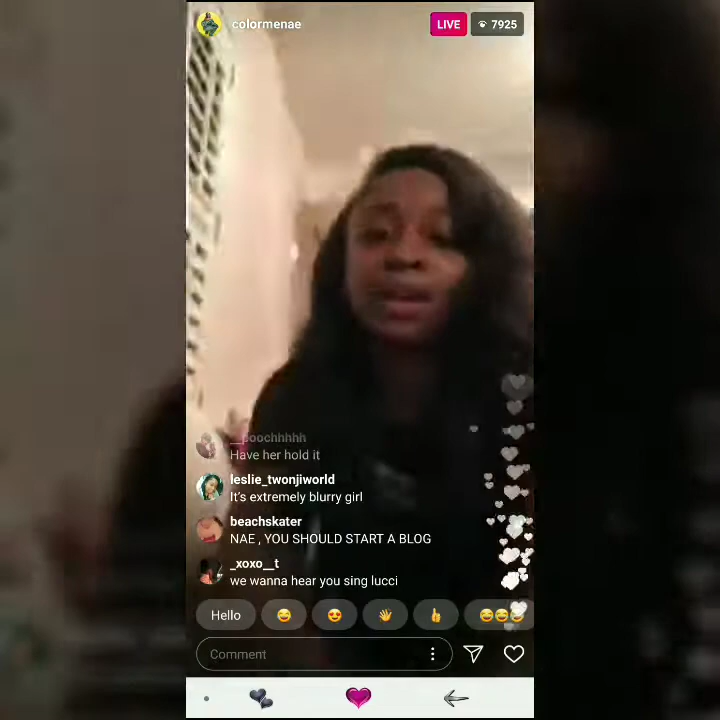 colormenae
LIVE
7925
__poochhhhh
Have her hold it
leslie_twonjiworld
It's extremely blurry girl
beachskater
NAE , YOU SHOULD START A BLOG
_xoxo__t
we wanna hear you sing lucci
Hello
Comment